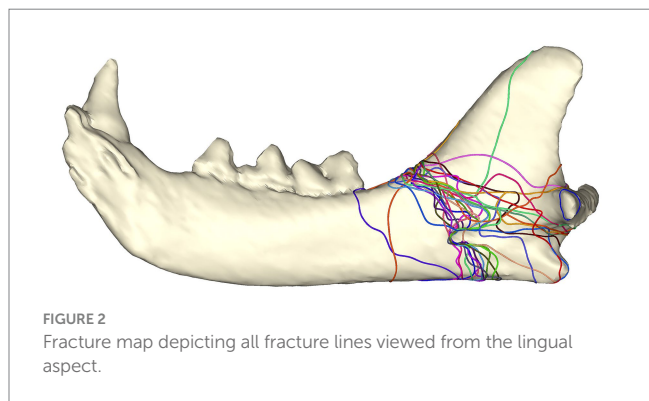 FIGURE 2
Fracture map depicting all fracture lines viewed from the lingual
aspect.